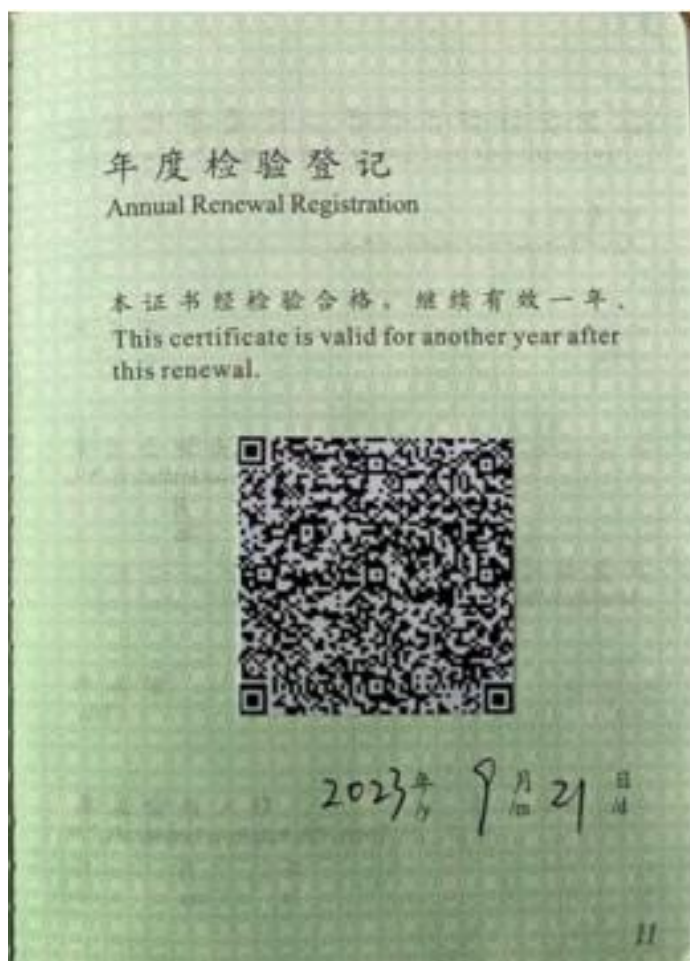 年度检验登记
Annual Renewal Registration
本证书经检验合格，继续有效一年。
This certificate is valid for another year after
this renewal.
2023年 9月 21日
/y /m /d
11